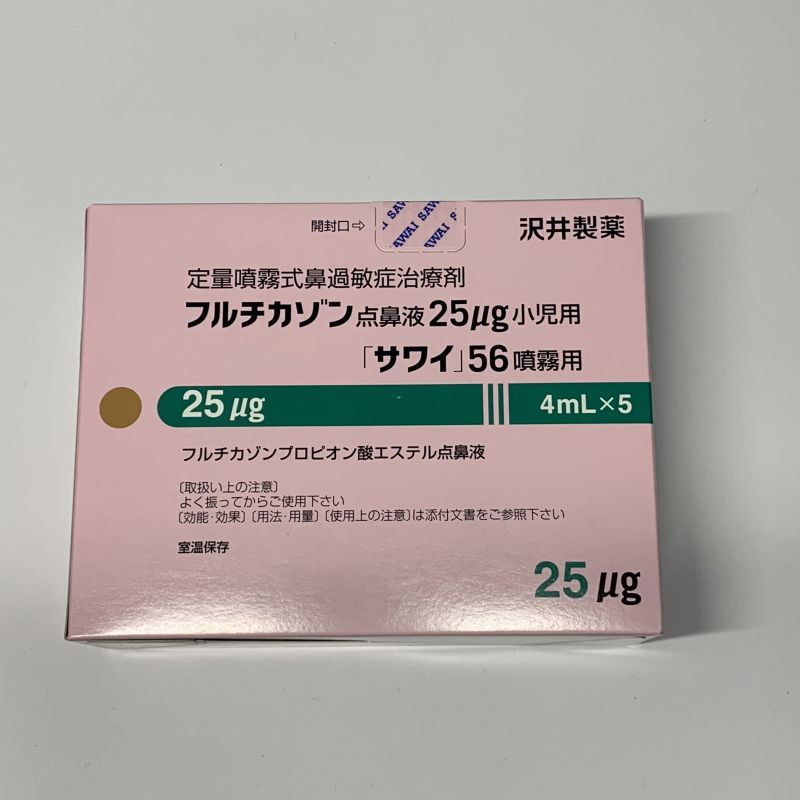 開封口⇨
SAWAI SAWAI
SAWAI SAWAI
沢井製薬
定量噴霧式鼻過敏症治療剤
フルチカゾン点鼻液25μg小児用
「サワイ」56噴霧用
25μg
4mL×5
フルチカゾンプロピオン酸エステル点鼻液
〔取扱い上の注意〕
よく振ってからご使用下さい
〔効能・効果〕〔用法・用量〕〔使用上の注意〕は添付文書をご参照下さい
室温保存
25μg